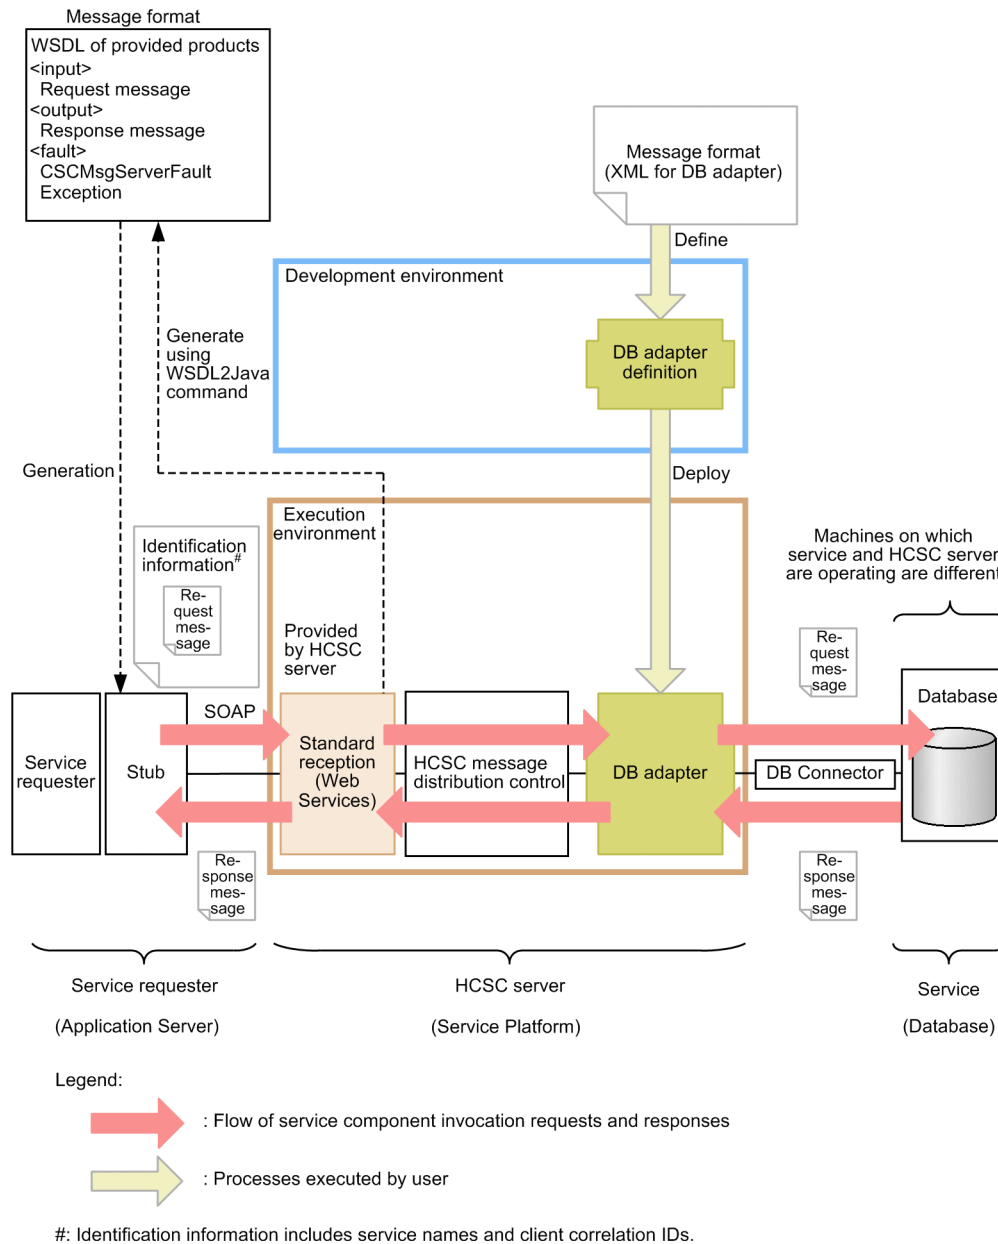 Message format
WSDL of provided products
<input>
Request message
<output>
Response message
<fault>
CSCMsgServerFault
Exception
Message format
(XML for DB adapter)
Define
Development environment
DB adapter
definition
Generate
using
WSDL2Java
command
Generation
Deploy
Execution
environment
Identification
information#
Re-
quest
mes-
sage
Provided
by HCSC
server
Machines on which
service and HCSC server
are operating are different
Re-
quest
mes-
sage
Service
requester
Stub
SOAP
Standard
reception
(Web
Services)
HCSC message
distribution control
DB adapter
DB Connector
Database
Re-
sponse
mes-
sage
Re-
sponse
mes-
sage
Service requester
(Application Server)
HCSC server
(Service Platform)
Service
(Database)
Legend:
: Flow of service component invocation requests and responses
: Processes executed by user
#: Identification information includes service names and client correlation IDs.